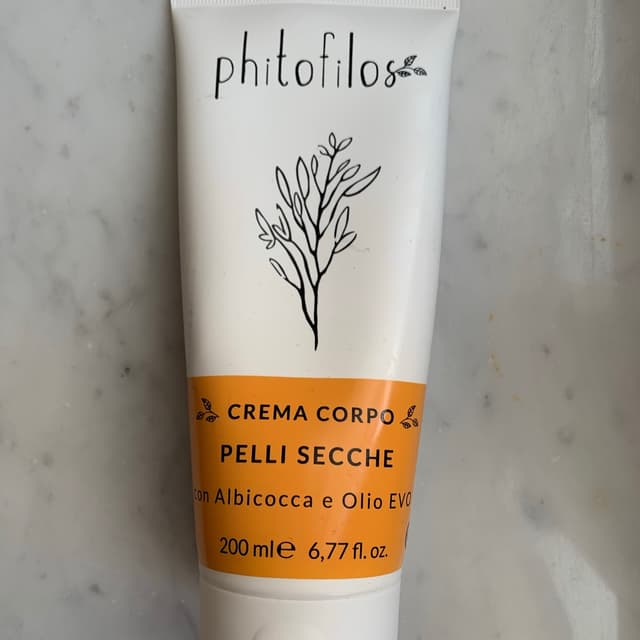 phitofilos
CREMA CORPO
PELLI SECCHE
con Albicocca e Olio EVO
200 ml e 6,77 fl. oz.